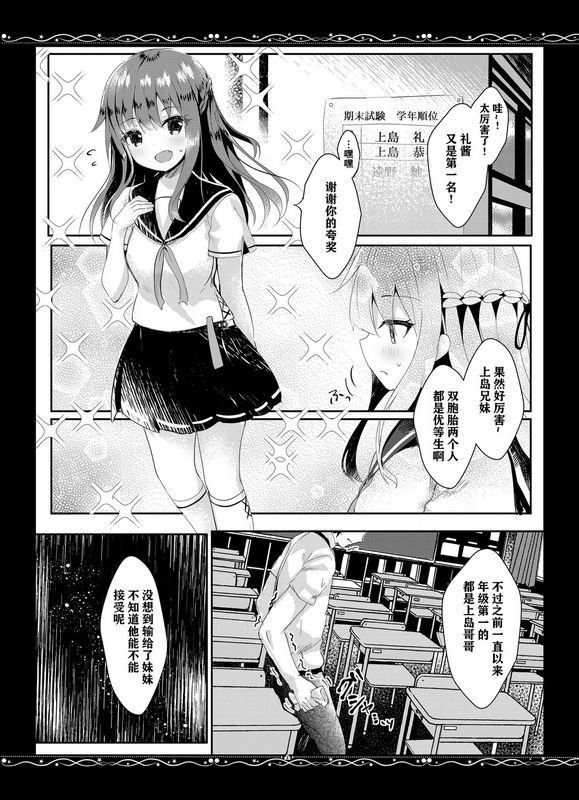 哇~！
太厉害了！
礼酱
又是第一名！
期末試験　学年順位
上島　礼
上島　恭
遠野
…嘿嘿
谢谢你的夸奖
果然好厉害~
上岛兄妹
双胞胎两个人
都是优等生啊
不过之前一直以来
年级第一的
都是上岛哥哥
没想到输给了妹妹
不知道他能不能
接受呢